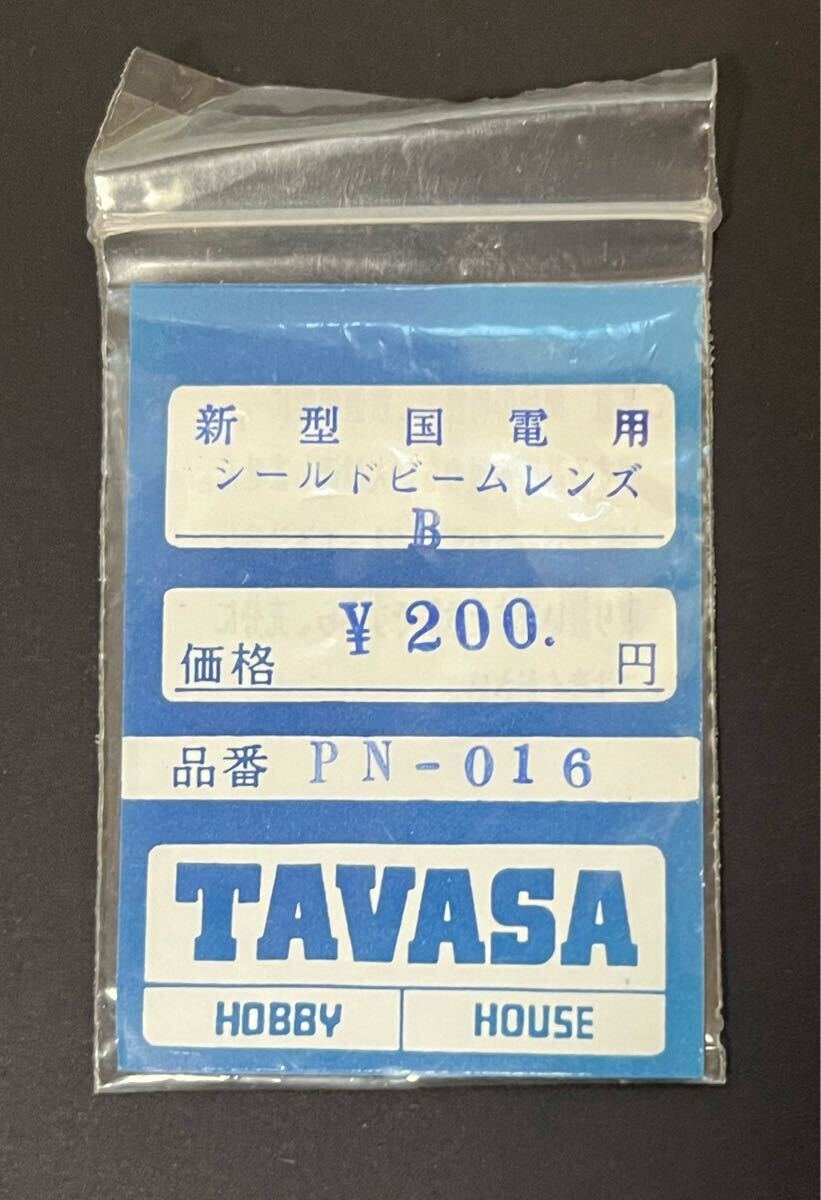 新型国電用
シールドビームレンズ
B
¥200.
価格 円
品番 PN-016
TAVASA
HOBBY HOUSE